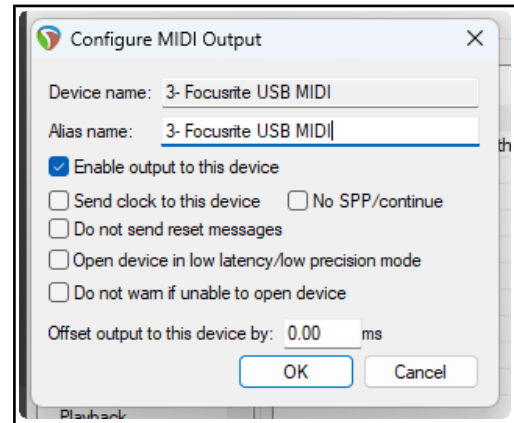 Configure MIDI Output
Device name: 3- Focusrite USB MIDI
Alias name: 3- Focusrite USB MIDI
Enable output to this device
Send clock to this device No SPP/continue
Do not send reset messages
Open device in low latency/low precision mode
Do not warn if unable to open device
Offset output to this device by: 0.00 ms
OK Cancel
Playback